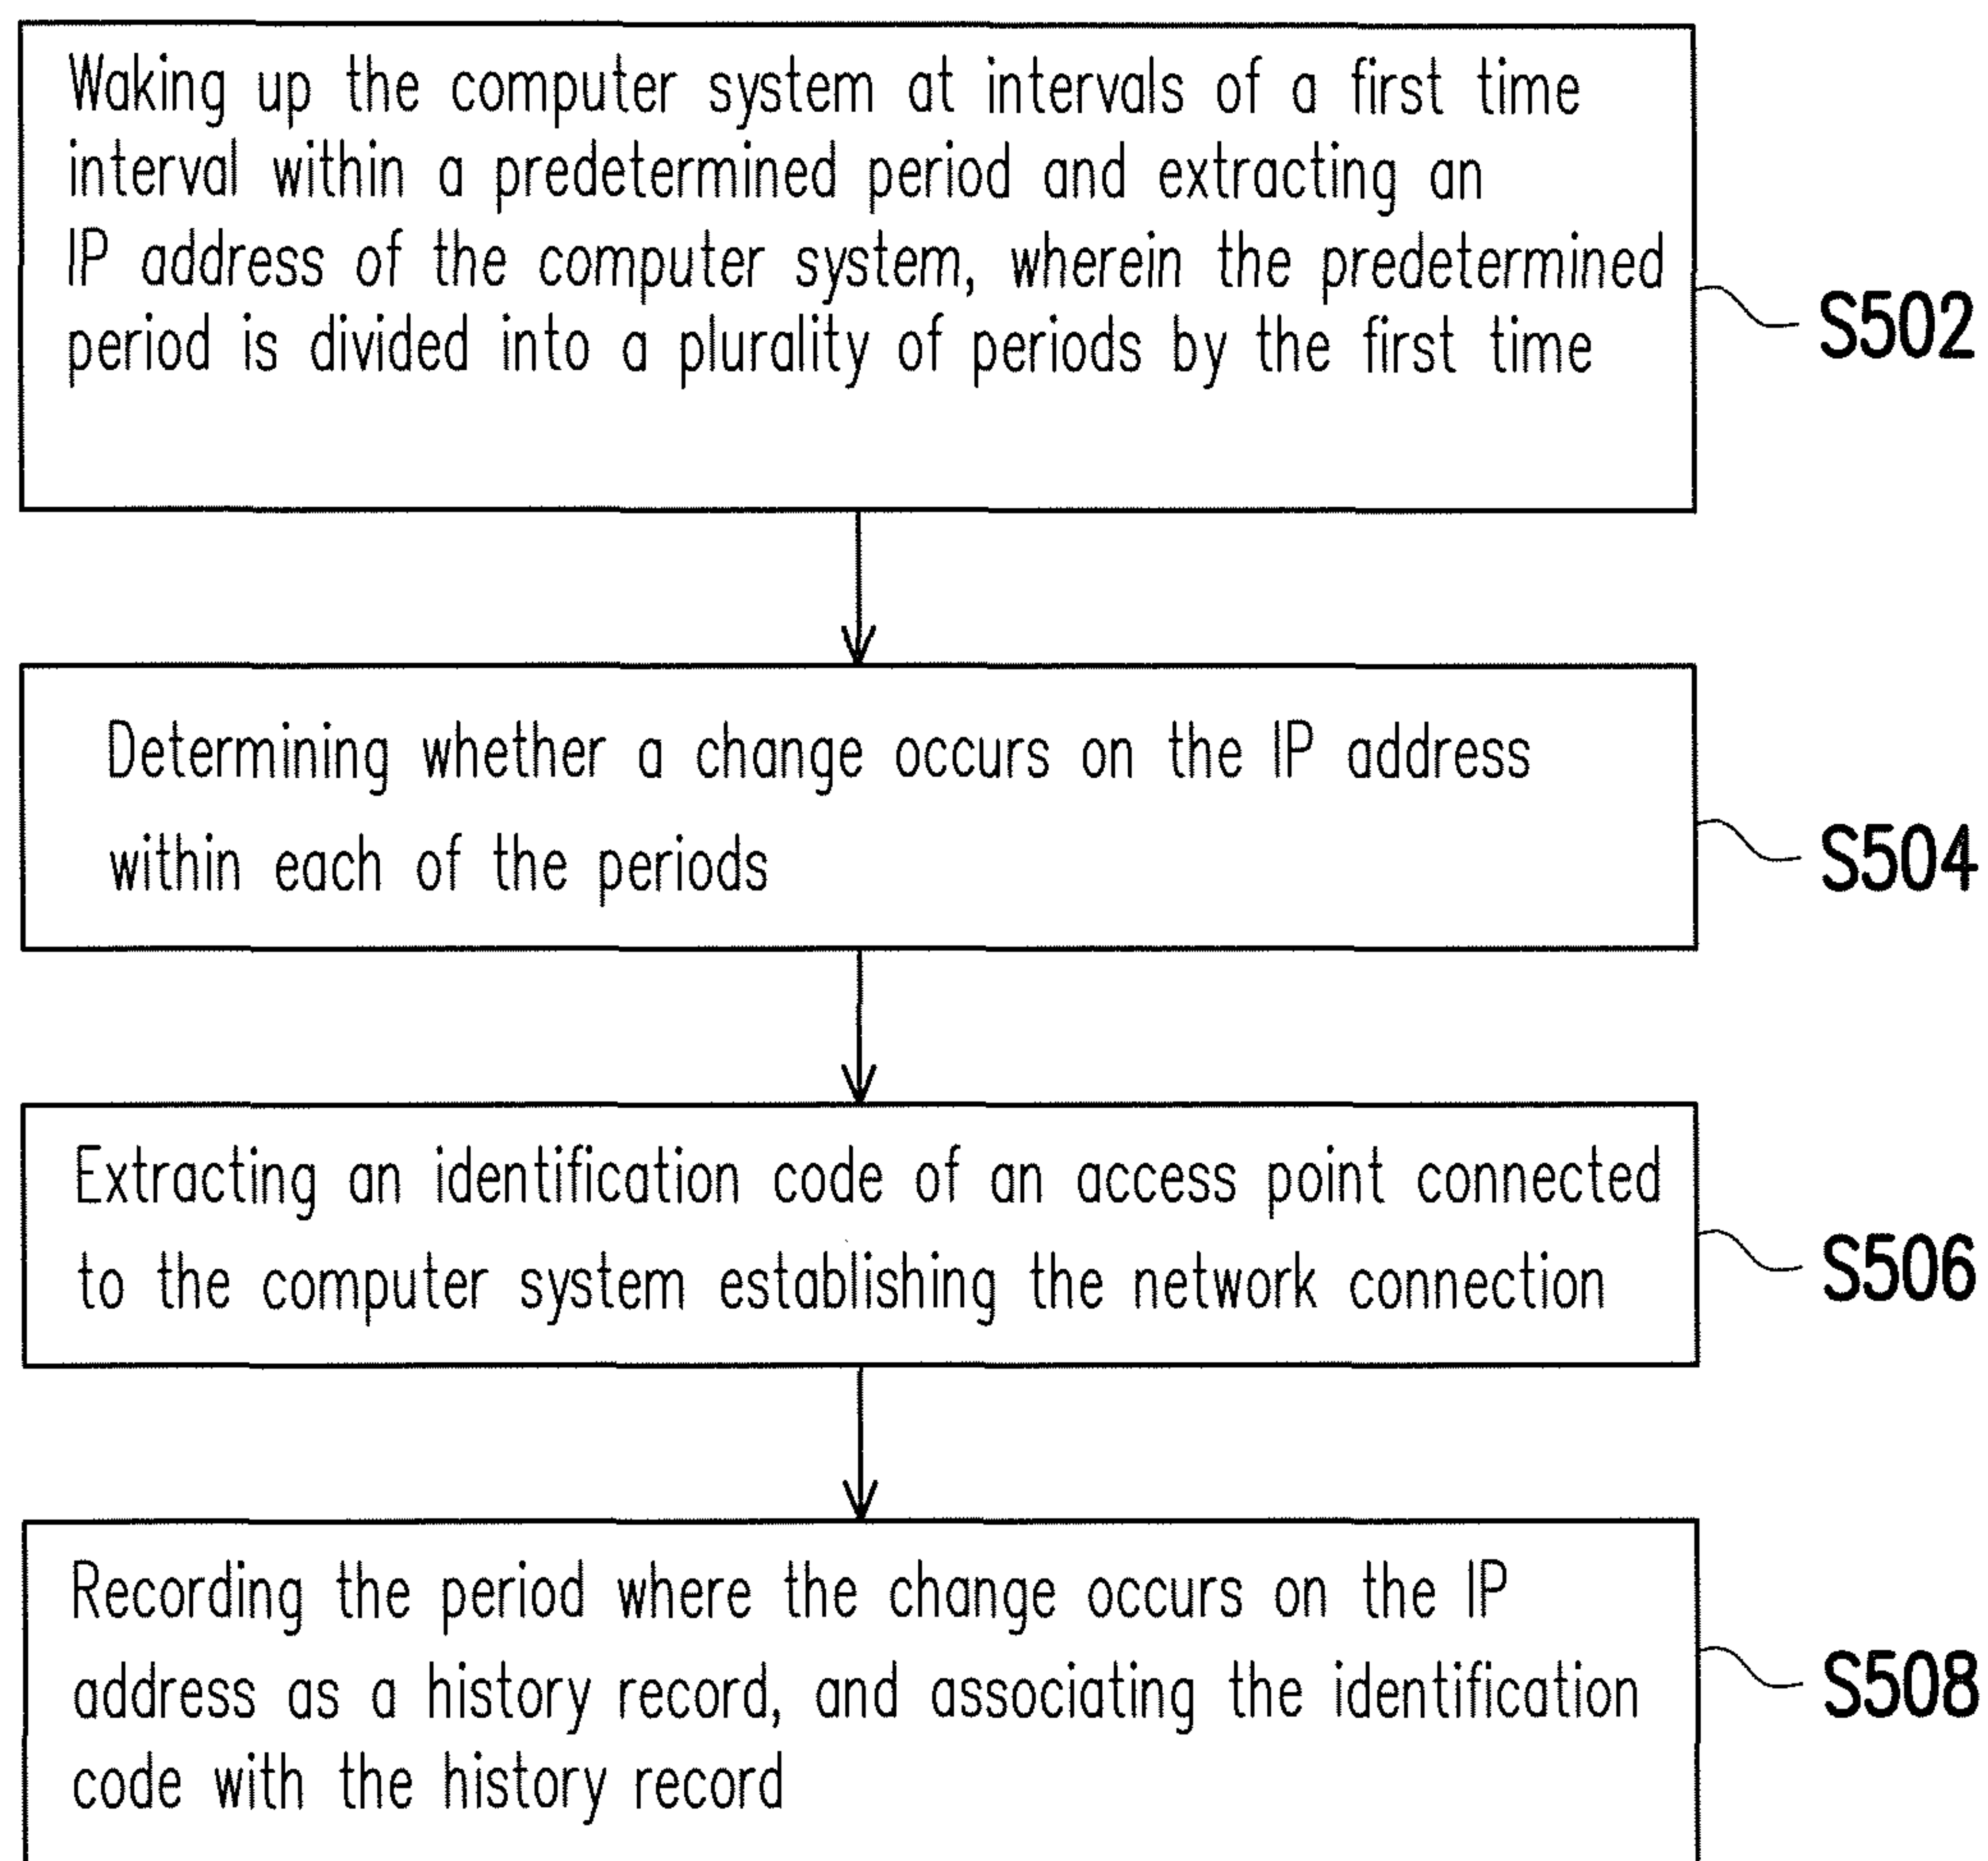 Waking up the computer system at intervals of a first time
interval within a predetermined period and extracting an
IP address of the computer system, wherein the predetermined
period is divided into a plurality of periods by the first time
S502
Determining whether a change occurs on the IP address
within each of the periods
S504
Extracting an identification code of an access point connected
to the computer system establishing the network connection
S506
Recording the period where the change occurs on the IP
address as a history record, and associating the identification
code with the history record
S508